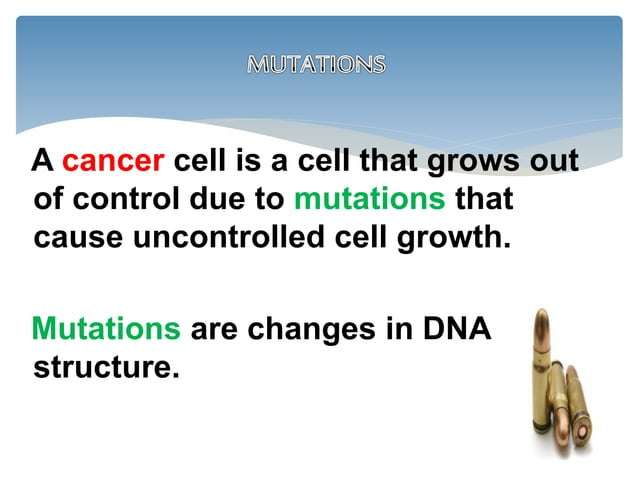 MUTATIONS
A cancer cell is a cell that grows out
of control due to mutations that
cause uncontrolled cell growth.
Mutations are changes in DNA
structure.